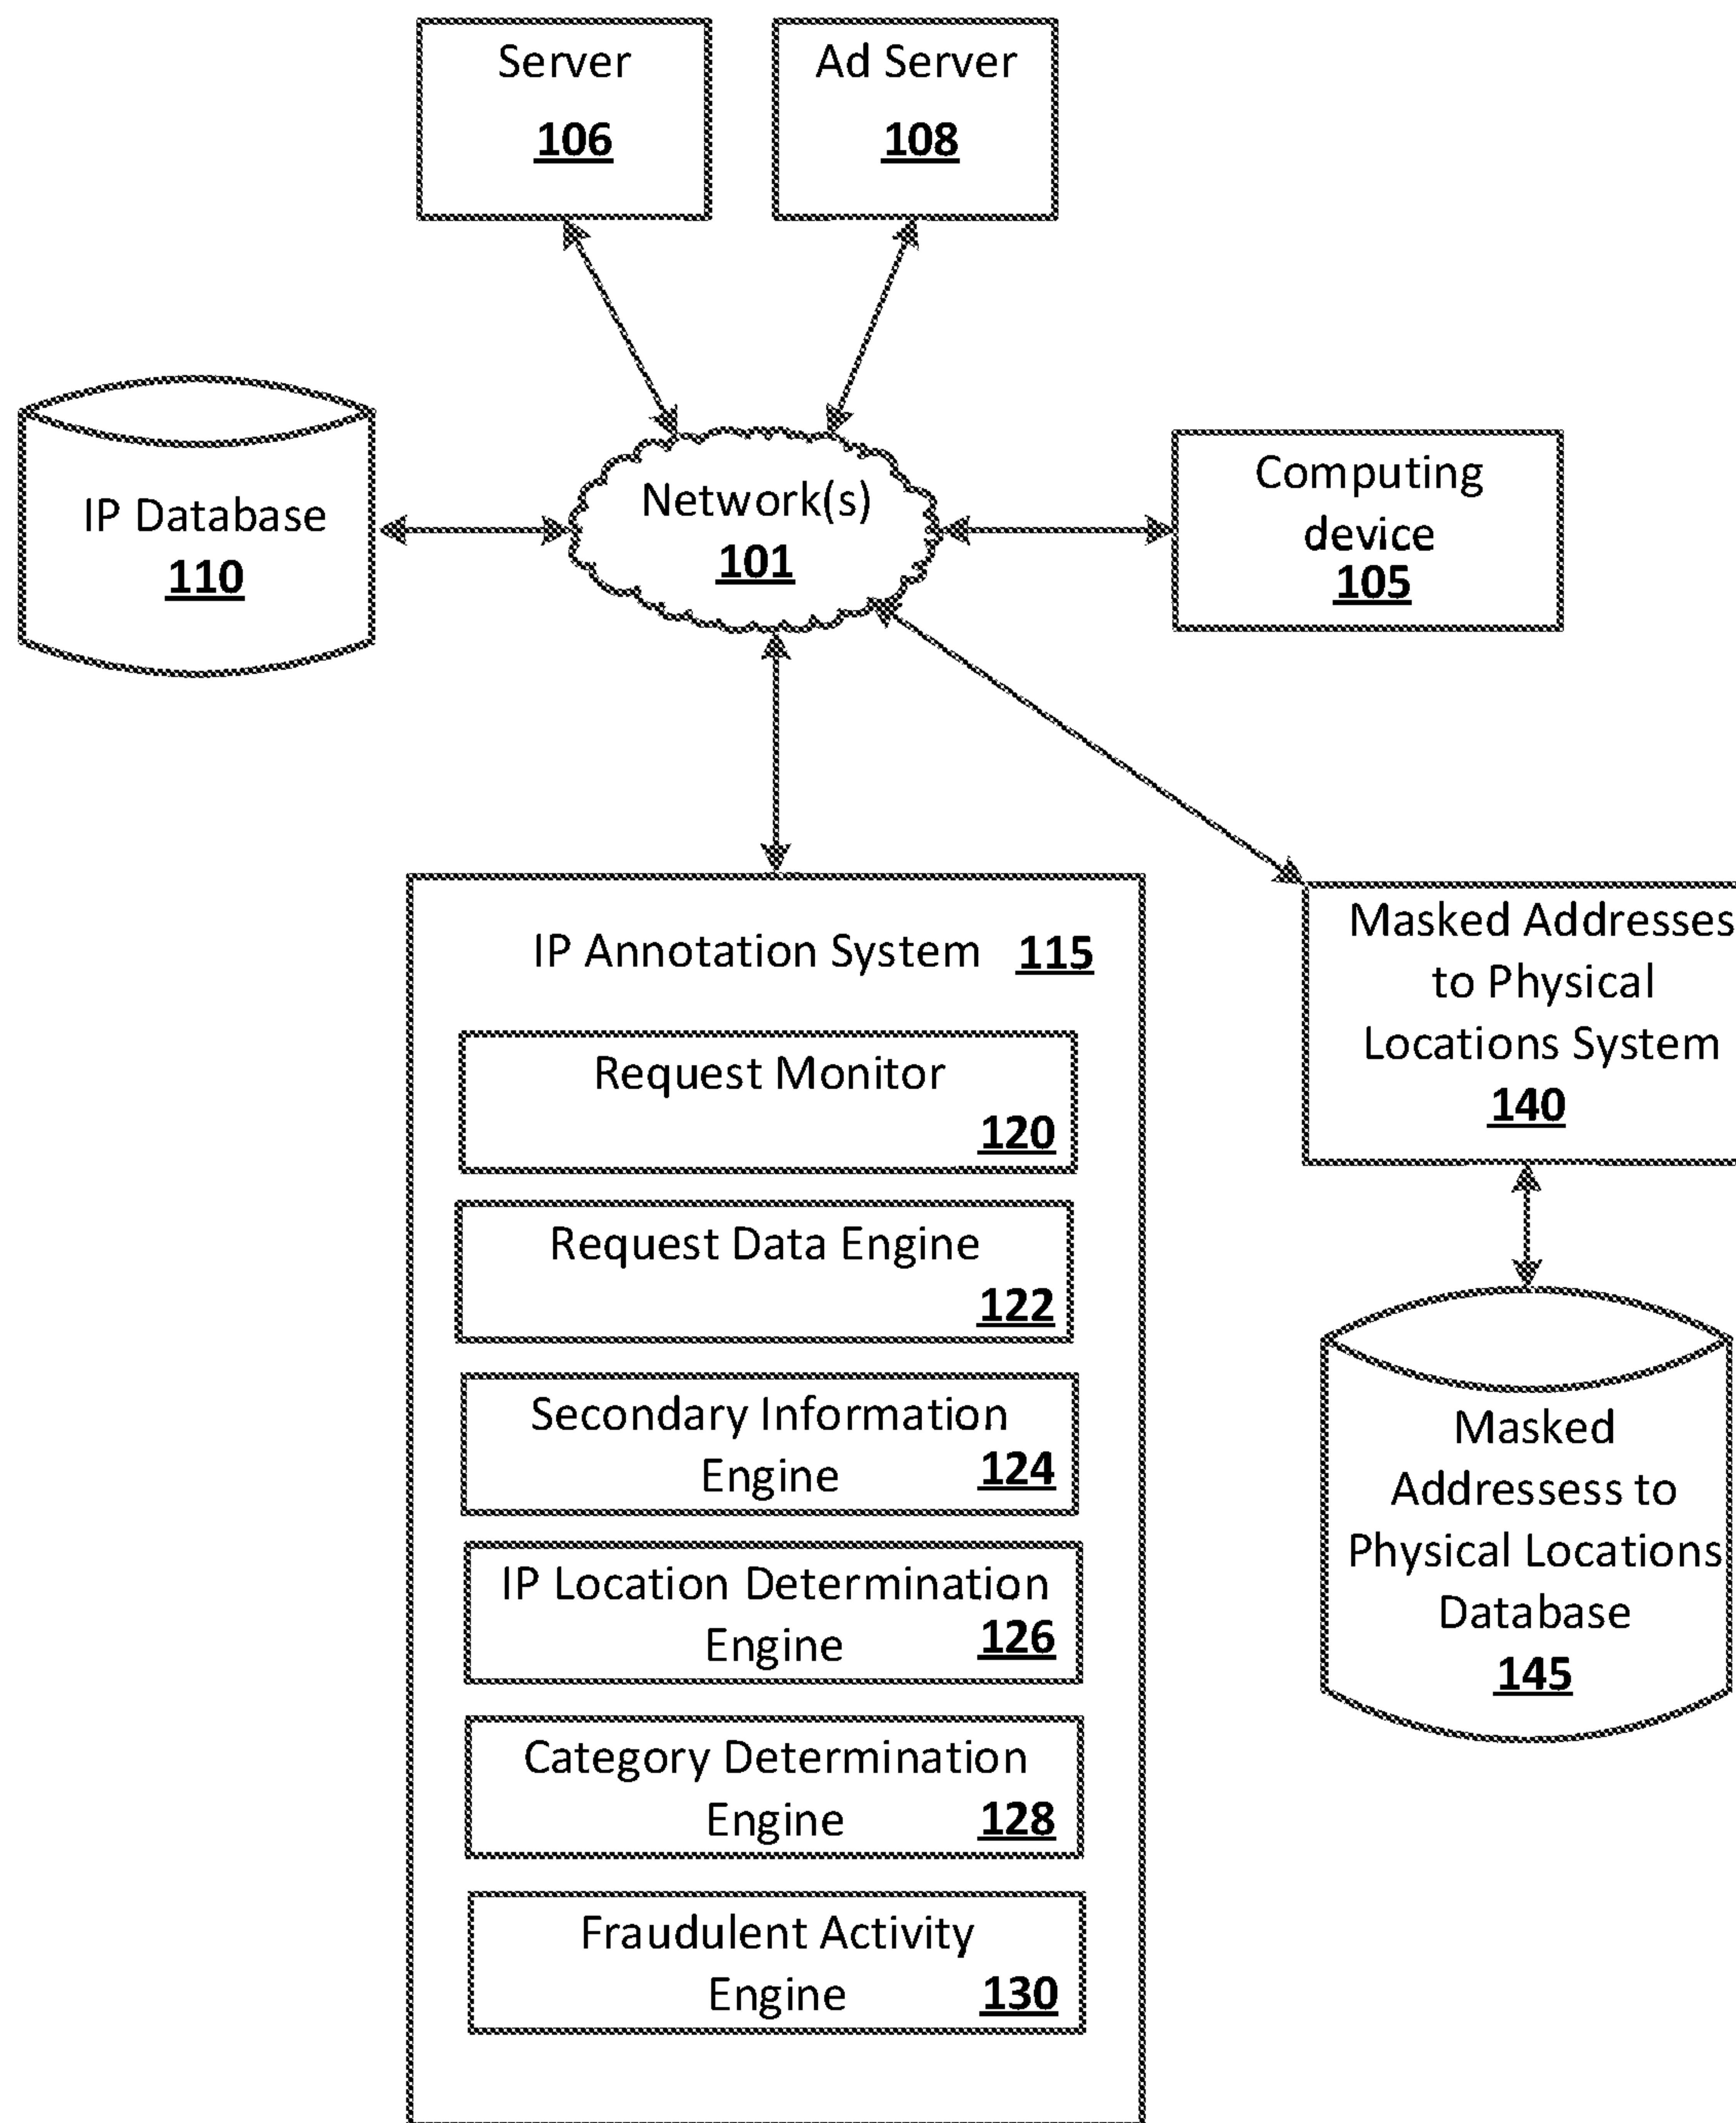 Server
106
Ad Server
108
IP Database
110
Network(s)
101
Computing
device
105
IP Annotation System 115
Request Monitor
120
Request Data Engine
122
Secondary Information
Engine 124
IP Location Determination
Engine 126
Category Determination
Engine 128
Fraudulent Activity
Engine 130
Masked Addresses
to Physical
Locations System
140
Masked
Addressess to
Physical Locations
Database
145